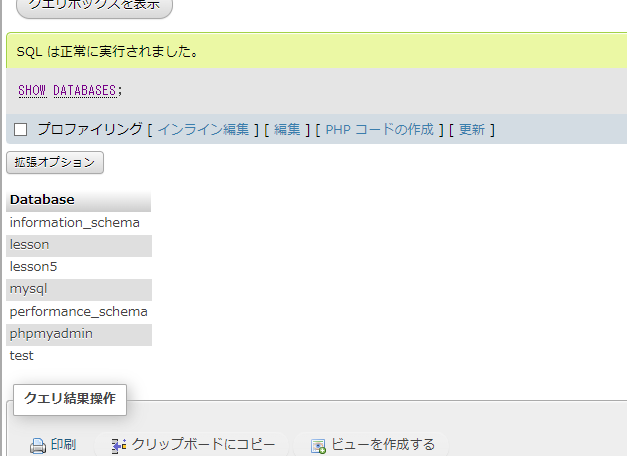 クエリボックスを表示
SQL は正常に実行されました。
SHOW DATABASES;
プロファイリング [ インライン編集 ] [ 編集 ] [ PHP コードの作成 ] [ 更新 ]
拡張オプション
Database
information_schema
lesson
lesson5
mysql
performance_schema
phpmyadmin
test
クエリ結果操作
印刷 クリップボードにコピー ビューを作成する